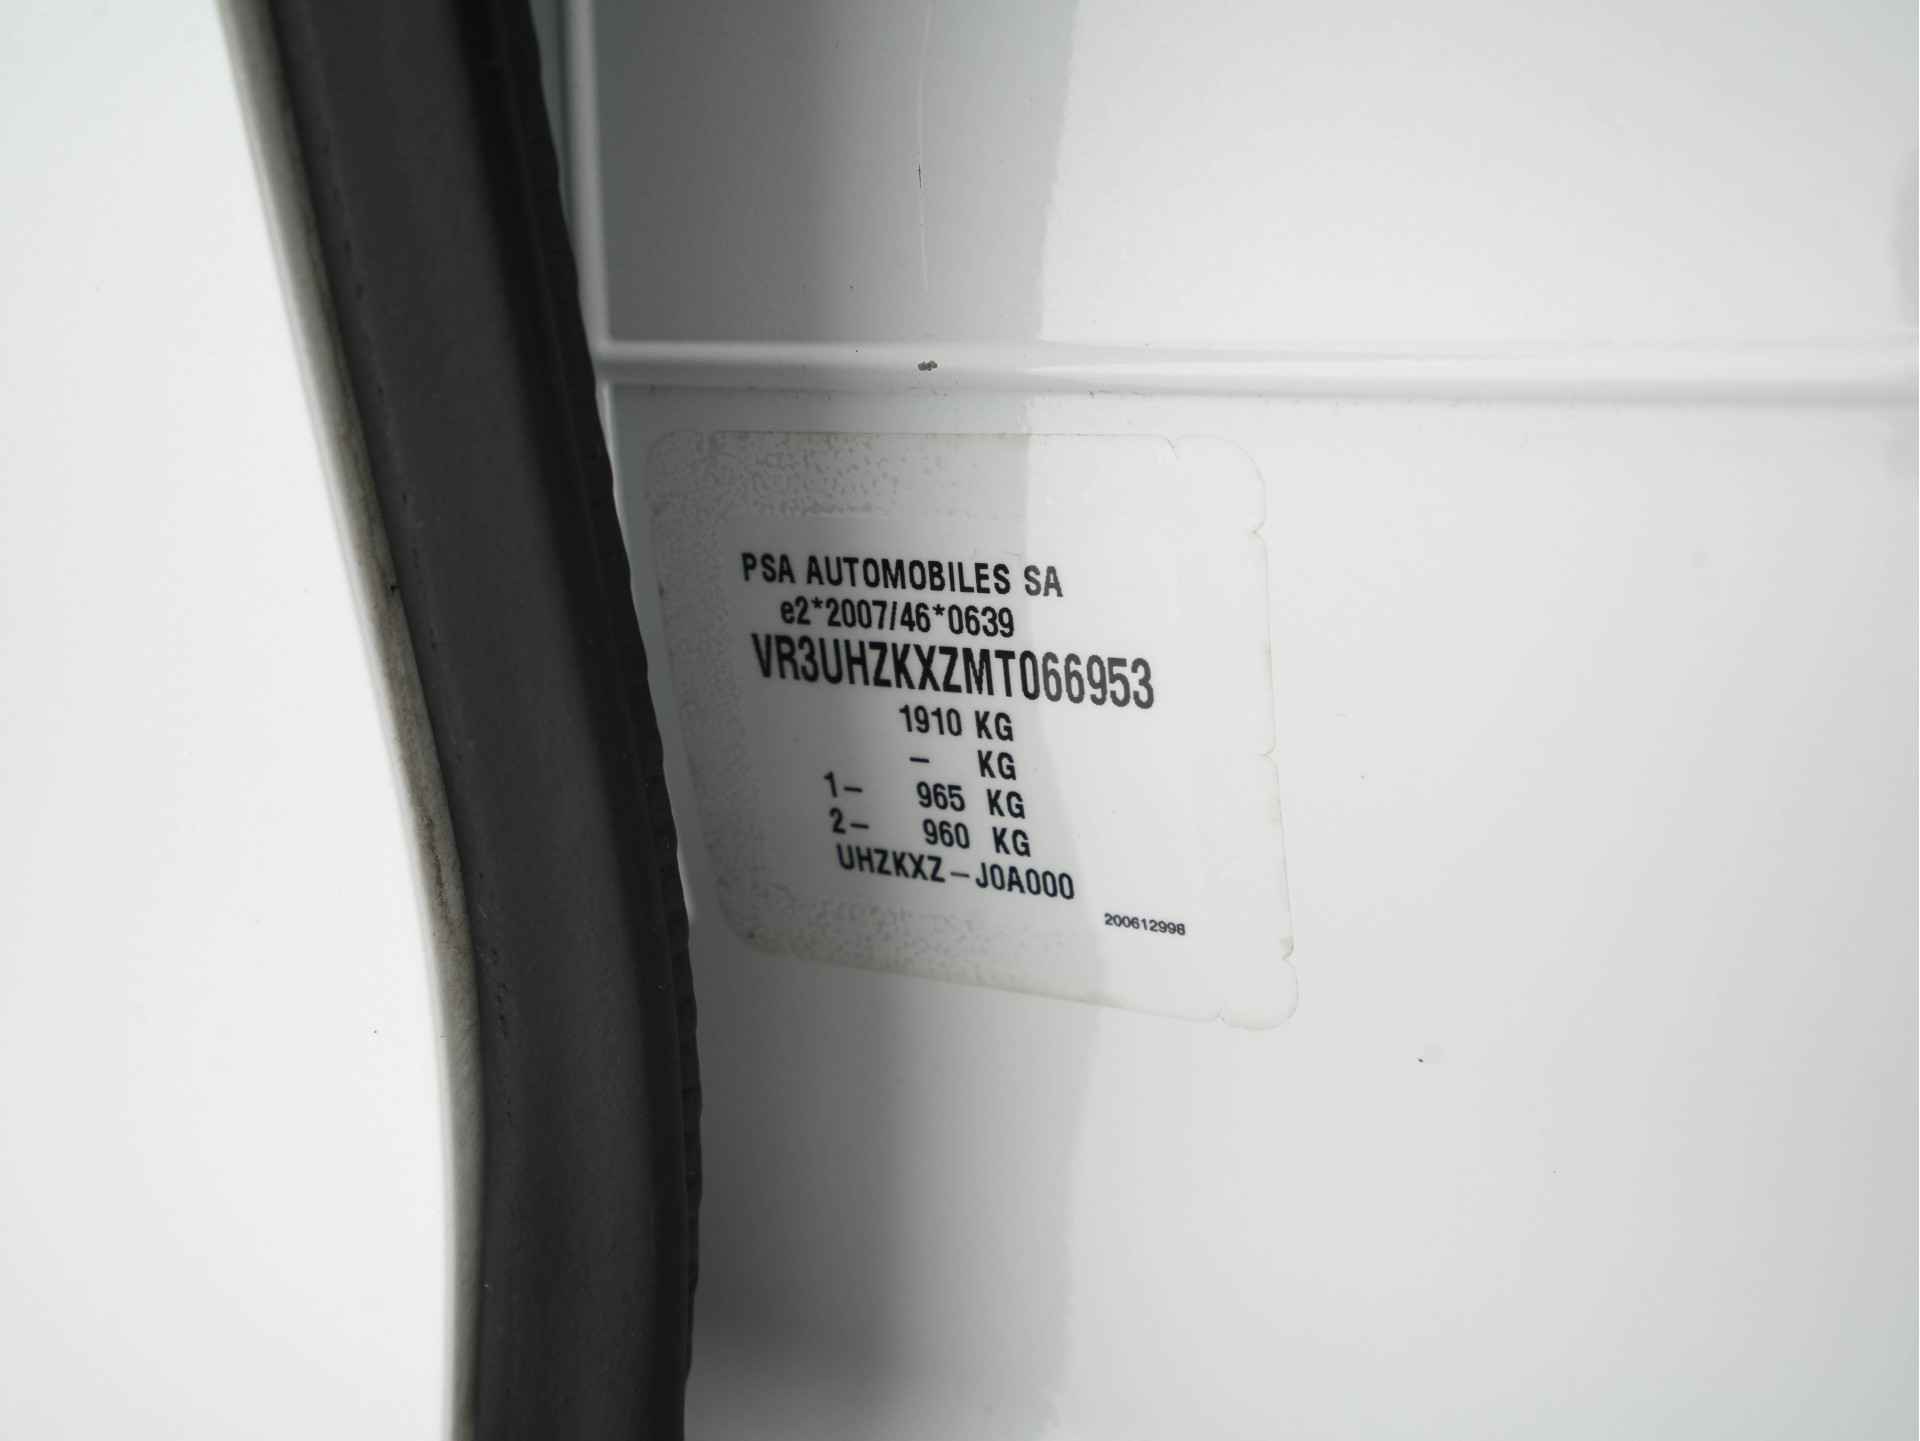 PSA AUTOMOBILES SA
e2*2007/46*0639
VR3UHZKXZMT066953
1910 KG
- KG
1- 965 KG
2- 960 KG
UHZKXZ-J0A000
200612998